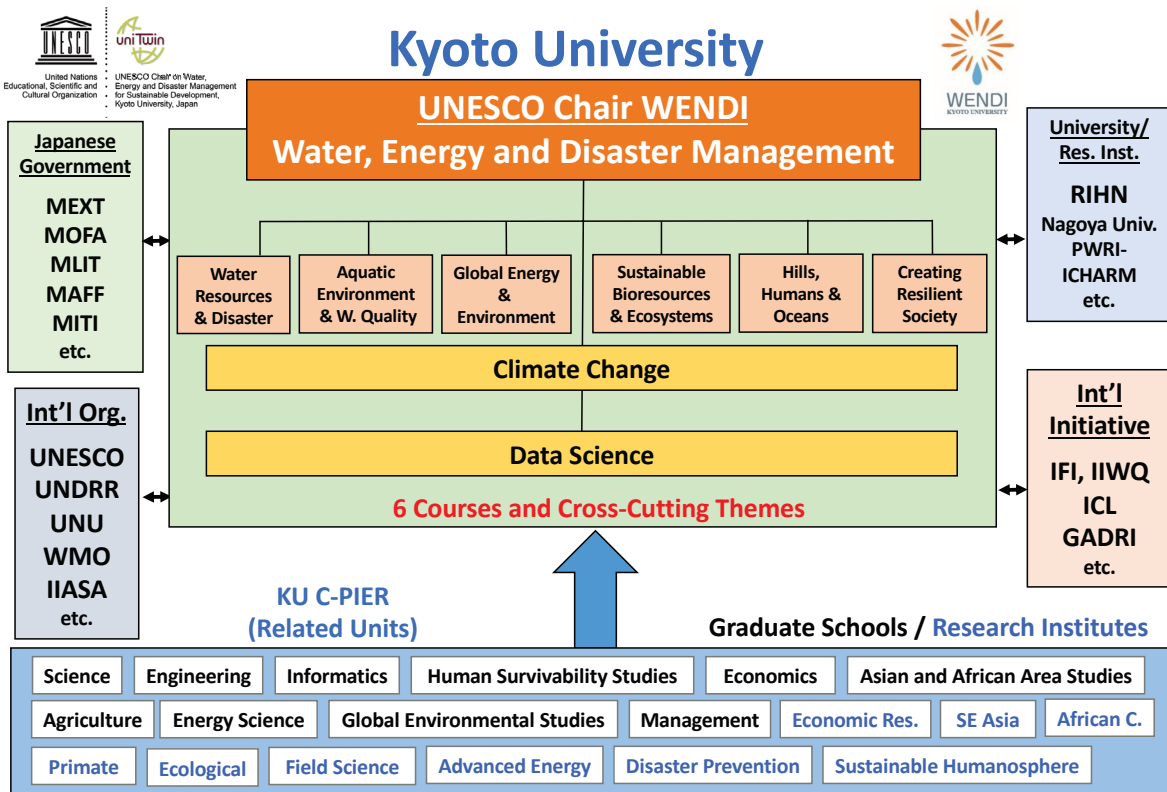 UNESCO
uniTwin
United Nations
Educational, Scientific and
Cultural Organization
UNESCO Chair on Water,
Energy and Disaster Management
for Sustainable Development,
Kyoto University, Japan
Kyoto University
WENDI
KYOTO UNIVERSITY
UNESCO Chair WENDI
Water, Energy and Disaster Management
Japanese
Government
MEXT
MOFA
MLIT
MAFF
MITI
etc.
University/
Res. Inst.
RIHN
Nagoya Univ.
PWRI-
ICHARM
etc.
Water
Resources
& Disaster
Aquatic
Environment
& W. Quality
Global Energy
&
Environment
Sustainable
Bioresources
& Ecosystems
Hills,
Humans &
Oceans
Creating
Resilient
Society
Climate Change
Data Science
6 Courses and Cross-Cutting Themes
Int’l Org.
UNESCO
UNDRR
UNU
WMO
IIASA
etc.
Int’l
Initiative
IFI, IIWQ
ICL
GADRI
etc.
KU C-PIER
(Related Units)
Graduate Schools / Research Institutes
Science
Engineering
Informatics
Human Survivability Studies
Economics
Asian and African Area Studies
Agriculture
Energy Science
Global Environmental Studies
Management
Economic Res.
SE Asia
African C.
Primate
Ecological
Field Science
Advanced Energy
Disaster Prevention
Sustainable Humanosphere